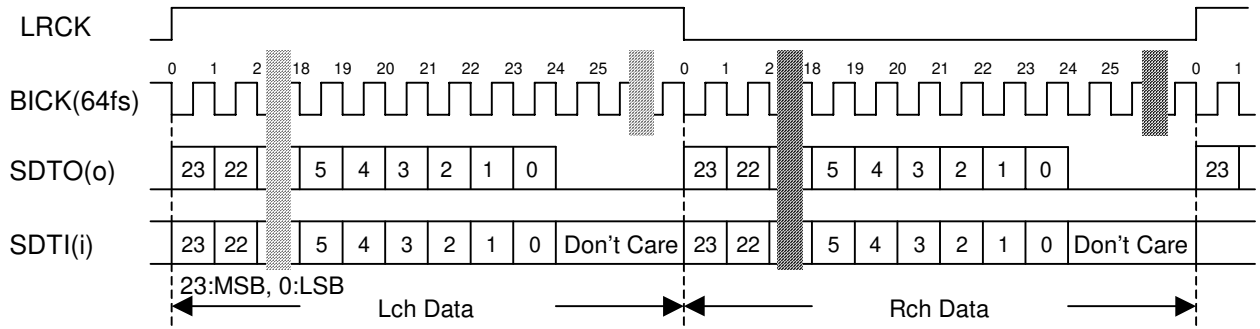 LRCK
0 1 2 18 19 20 21 22 23 24 25 0 1 2 18 19 20 21 22 23 24 25 0 1
BICK(64fs)
SDTO(o) 23 22 5 4 3 2 1 0 23 22 5 4 3 2 1 0 23
SDTI(i) 23 22 5 4 3 2 1 0 Don't Care 23 22 5 4 3 2 1 0 Don't Care
23:MSB, 0:LSB
Lch Data Rch Data